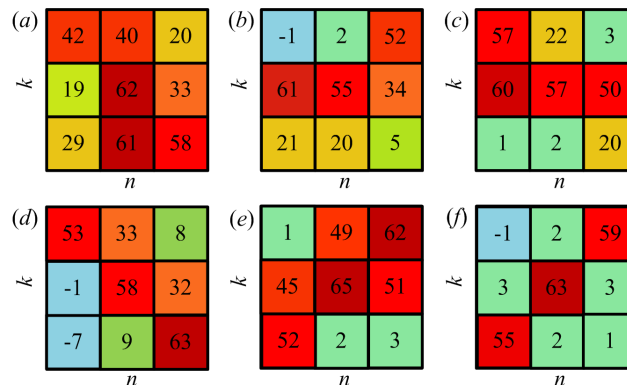 (a) (b) (c)
42 40 20 -1 2 52 57 22 3
k 19 62 33 k 61 55 34 k 60 57 50
29 61 58 21 20 5 1 2 20
n n n
(d) (e) (f)
53 33 8 1 49 62 -1 2 59
k -1 58 32 k 45 65 51 k 3 63 3
-7 9 63 52 2 3 55 2 1
n n n